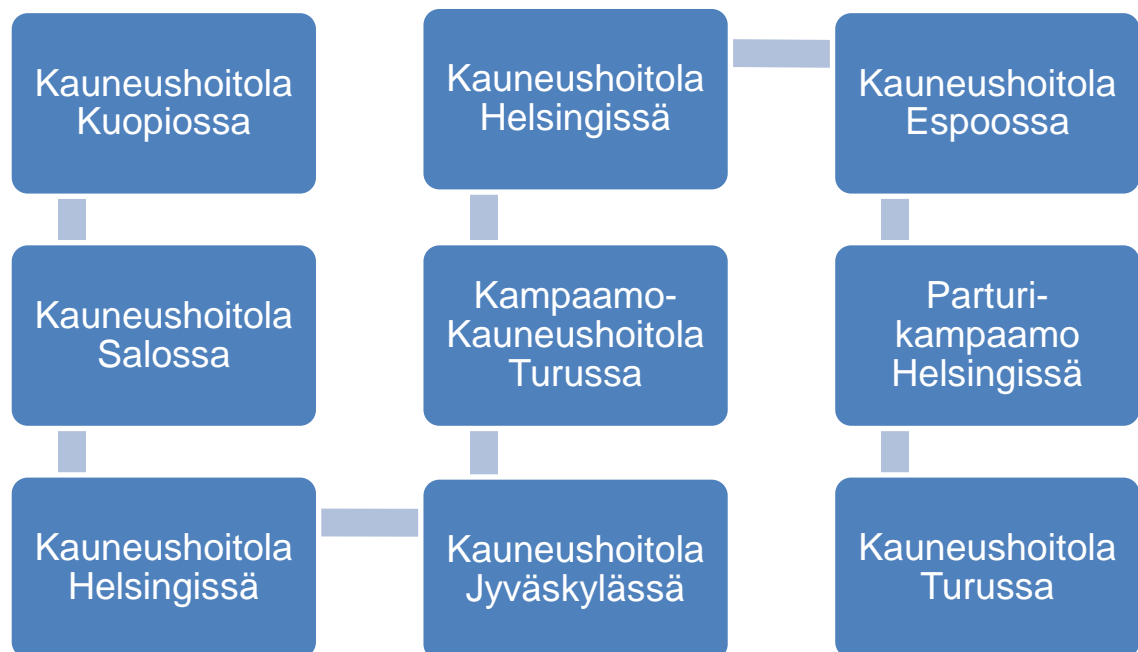 Kauneushoitola
Kuopiossa
Kauneushoitola
Salossa
Kauneushoitola
Helsingissä
Kauneushoitola
Jyväskylässä
Kampaamo-
Kauneushoitola
Turussa
Kauneushoitola
Helsingissä
Kauneushoitola
Espoossa
Parturi-
kampaamo
Helsingissä
Kauneushoitola
Turussa